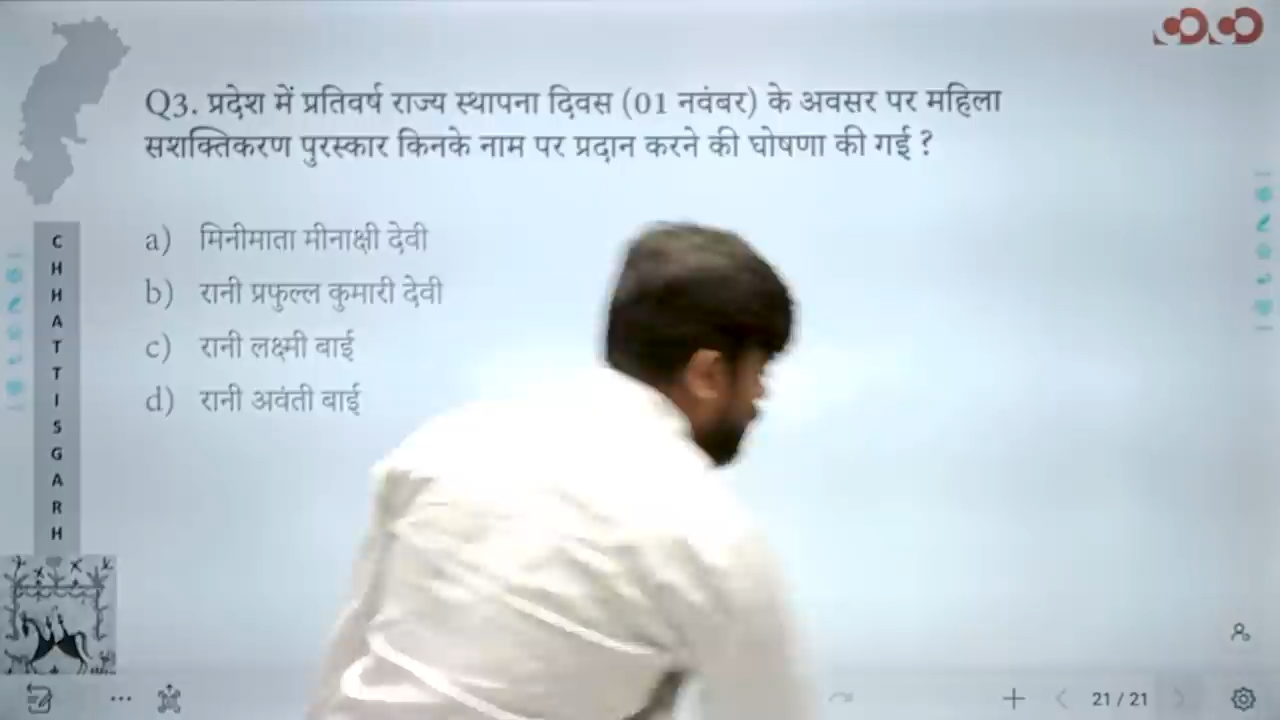 Q3. प्रदेश में प्रतिवर्ष राज्य स्थापना दिवस (01 नवंबर) के अवसर पर महिला
सशक्तिकरण पुरस्कार किनके नाम पर प्रदान करने की घोषणा की गई ?
a) मिनीमाता मीनाक्षी देवी
b) रानी प्रफुल्ल कुमारी देवी
c) रानी लक्ष्मी बाई
d) रानी अवंती बाई
CHHATTISGARH
21 / 21